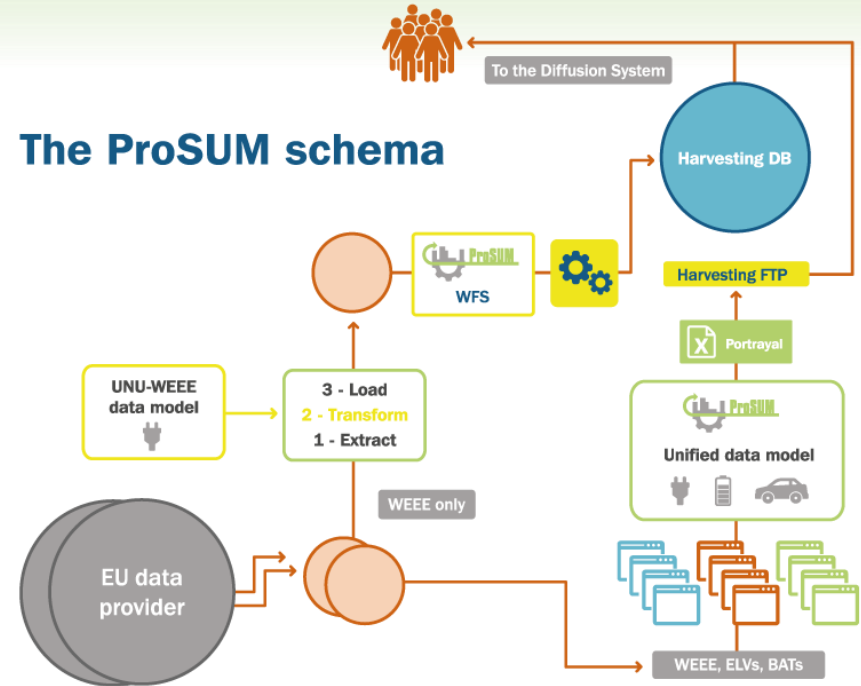 To the Diffusion System
The ProSUM schema
Harvesting DB
ProSUM
WFS
Harvesting FTP
X
Portrayal
UNU-WEEE
data model
3 - Load
2 - Transform
1 - Extract
ProSUM
Unified data model
WEEE only
EU data
provider
WEEE, ELVs, BATs